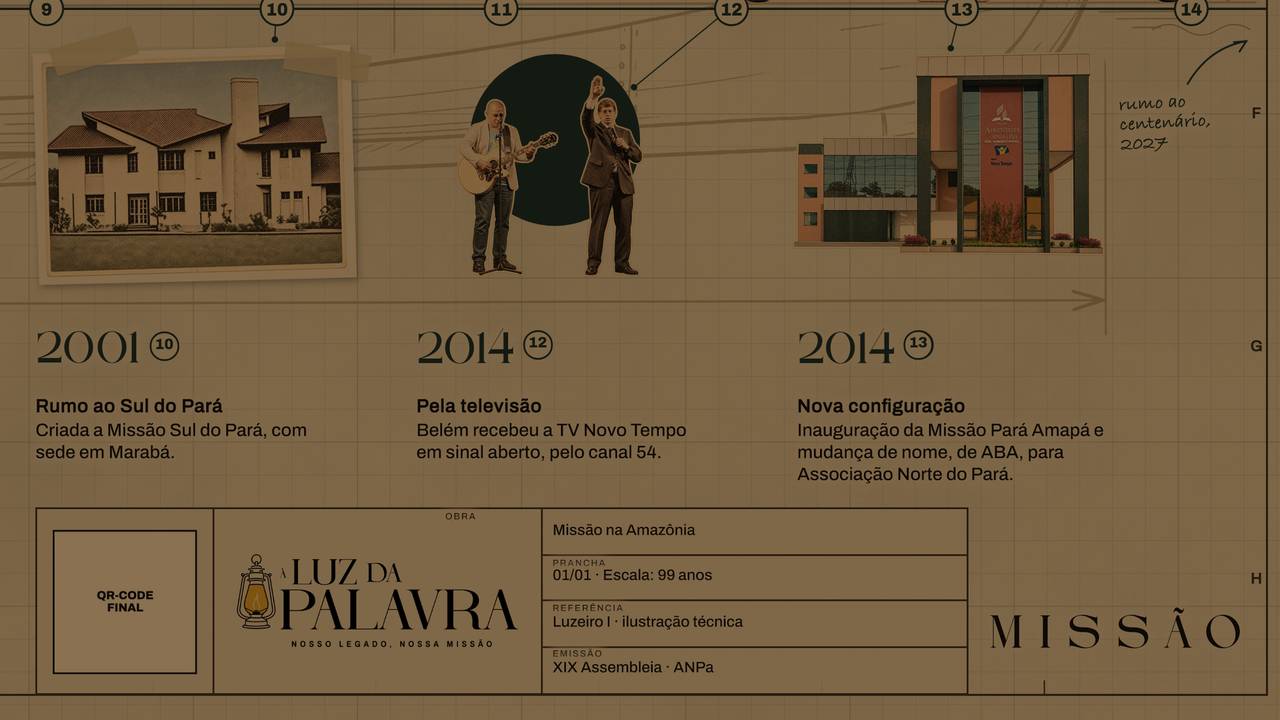 9 10 11 12 13 14
rumo ao
centenário,
2027
F
2001 10
2014 12
2014 13
G
Rumo ao Sul do Pará
Criada a Missão Sul do Pará, com
sede em Marabá.
Pela televisão
Belém recebeu a TV Novo Tempo
em sinal aberto, pelo canal 54.
Nova configuração
Inauguração da Missão Pará Amapá e
mudança de nome, de ABA, para
Associação Norte do Pará.
QR-CODE
FINAL
OBRA
A LUZ DA
PALAVRA
NOSSO LEGADO, NOSSA MISSÃO
Missão na Amazônia
PRANCHA
01/01 · Escala: 99 anos
REFERÊNCIA
Luzeiro I · ilustração técnica
EMISSÃO
XIX Assembleia · ANPa
H
MISSÃO